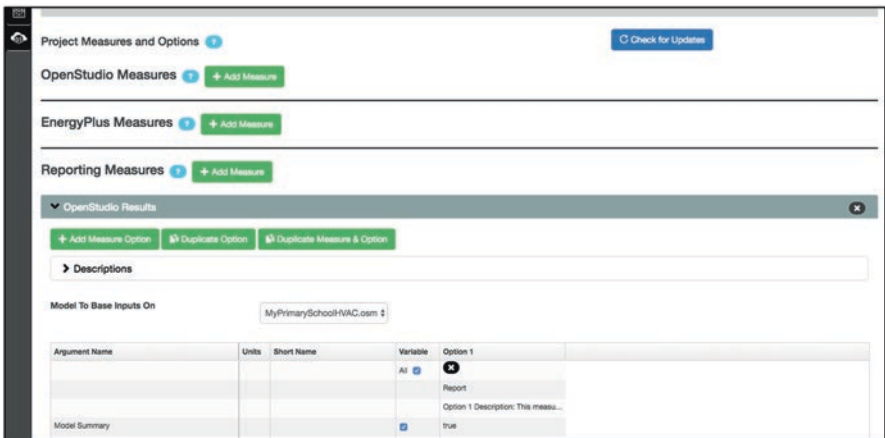 Project Measures and Options ?
Check for Updates
OpenStudio Measures ? + Add Measure
EnergyPlus Measures ? + Add Measure
Reporting Measures ? + Add Measure
OpenStudio Results
+ Add Measure Option Duplicate Option Duplicate Measure & Option
Descriptions
Model To Base Inputs On
MyPrimarySchoolHVAC.osm
Argument Name Units Short Name Variable Option 1
All
Report
Option 1 Description: This measu...
Model Summary true